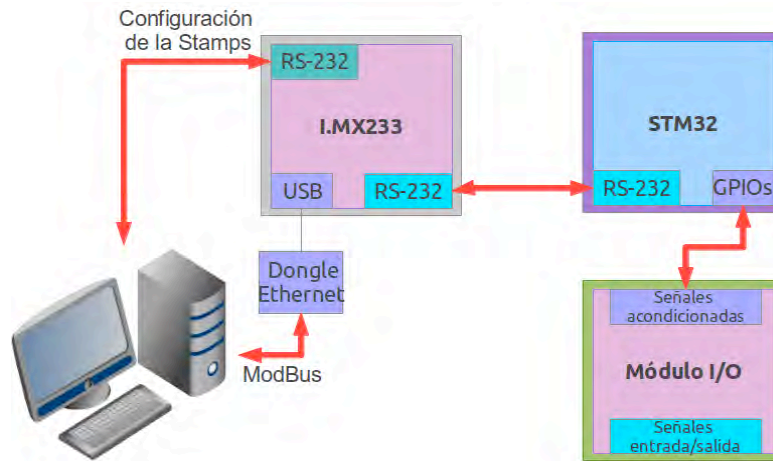 Configuración
de la Stamps
RS-232
I.MX233
USB
RS-232
Dongle
Ethernet
ModBus
STM32
RS-232
GPIOs
Señales
acondicionadas
Módulo I/O
Señales
entrada/salida